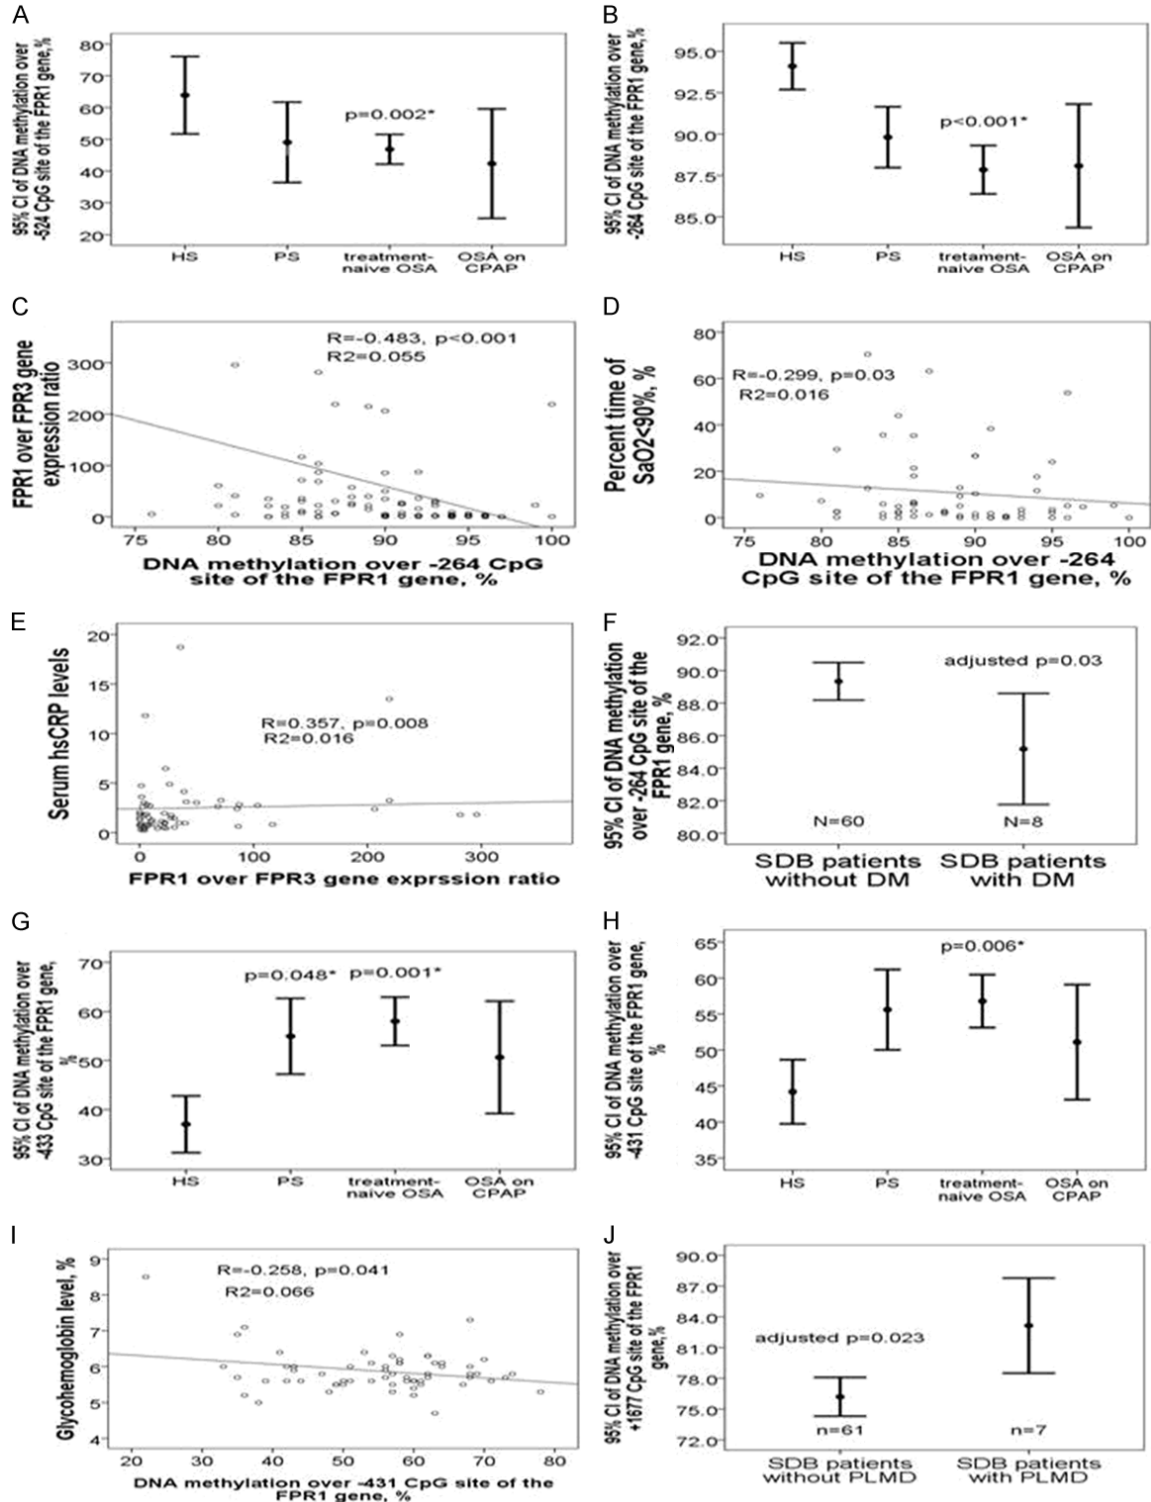 A
95% CI of DNA methylation over
-524 CpG site of the FPR1 gene,%
80
70
60
50
40
30
20
p=0.002*
HS
PS
treatment-
naive OSA
OSA on
CPAP
B
95% CI of DNA methylation over
-264 CpG site of the FPR1 gene,%
95.0
92.5
90.0
87.5
85.0
p<0.001*
HS
PS
tretament-
naive OSA
OSA on
CPAP
C
FPR1 over FPR3 gene
expression ratio
300
200
100
0
R=-0.483, p<0.001
R2=0.055
75
80
85
90
95
100
DNA methylation over -264 CpG
site of the FPR1 gene, %
D
Percent time of
SaO2<90%, %
80
60
40
20
0
R=-0.299, p=0.03
R2=0.016
75
80
85
90
95
100
DNA methylation over -264
CpG site of the FPR1 gene, %
E
Serum hsCRP levels
20
15
10
5
0
R=0.357, p=0.008
R2=0.016
0
100
200
300
FPR1 over FPR3 gene exprssion ratio
F
95% CI of DNA methylation
over -264 CpG site of the
FPR1 gene, %
92.0
90.0
88.0
86.0
84.0
82.0
80.0
adjusted p=0.03
N=60
N=8
SDB patients
without DM
SDB patients
with DM
G
95% CI of DNA methylation over
-433 CpG site of the FPR1 gene,
%
70
60
50
40
30
p=0.048*
p=0.001*
HS
PS
treatment-
naive OSA
OSA on
CPAP
H
95% CI of DNA methylation over
-431 CpG site of the FPR1 gene,
%
65
60
55
50
45
40
35
p=0.006*
HS
PS
treatment-
naive OSA
OSA on
CPAP
I
Glycohemoglobin level, %
9
8
7
6
5
4
R=-0.258, p=0.041
R2=0.066
20
30
40
50
60
70
80
DNA methylation over -431 CpG site of the
FPR1 gene, %
J
95% CI of DNA methylation over
+1677 CpG site of the FPR1
gene,%
90.0
87.0
84.0
81.0
78.0
75.0
72.0
adjusted p=0.023
n=61
n=7
SDB patients
without PLMD
SDB patients
with PLMD